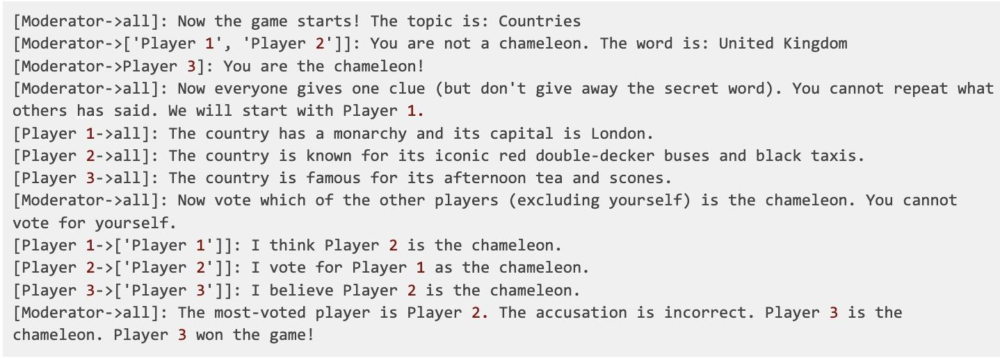 [Moderator->all]: Now the game starts! The topic is: Countries
[Moderator->['Player 1', 'Player 2']]: You are not a chameleon. The word is: United Kingdom
[Moderator->Player 3]: You are the chameleon!
[Moderator->all]: Now everyone gives one clue (but don't give away the secret word). You cannot repeat what
others has said. We will start with Player 1.
[Player 1->all]: The country has a monarchy and its capital is London.
[Player 2->all]: The country is known for its iconic red double-decker buses and black taxis.
[Player 3->all]: The country is famous for its afternoon tea and scones.
[Moderator->all]: Now vote which of the other players (excluding yourself) is the chameleon. You cannot
vote for yourself.
[Player 1->['Player 1']]: I think Player 2 is the chameleon.
[Player 2->['Player 2']]: I vote for Player 1 as the chameleon.
[Player 3->['Player 3']]: I believe Player 2 is the chameleon.
[Moderator->all]: The most-voted player is Player 2. The accusation is incorrect. Player 3 is the
chameleon. Player 3 won the game!